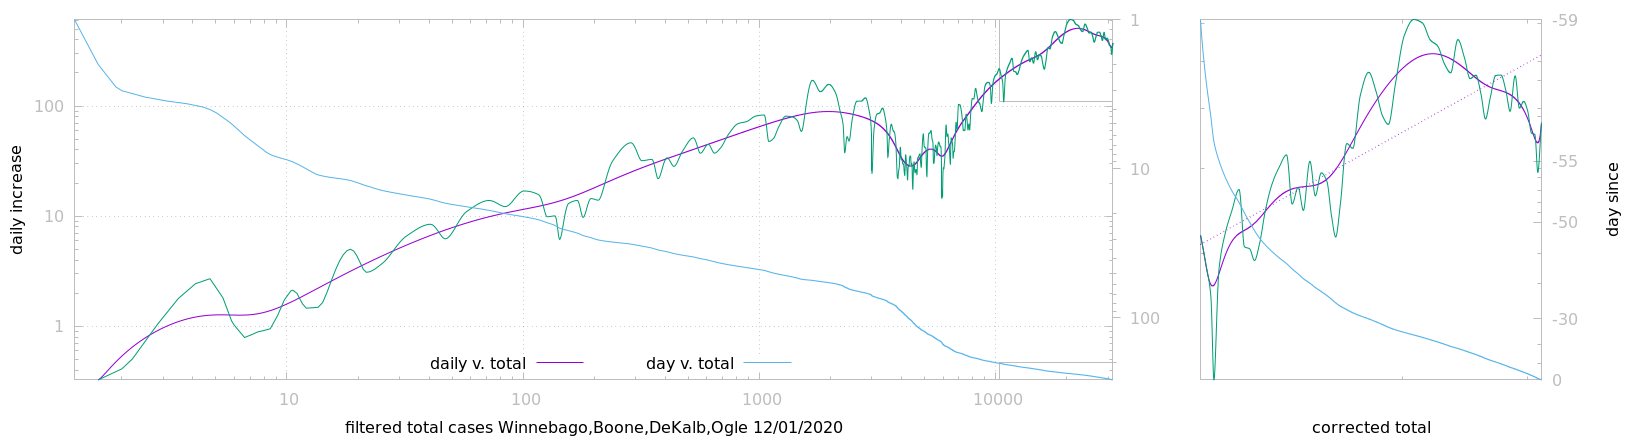 1
-59
100
10
-55
10
-50
daily increase
day since
1
100
-30
daily v. total
day v. total
0
10
100
1000
10000
filtered total cases Winnebago,Boone,DeKalb,Ogle 12/01/2020
corrected total